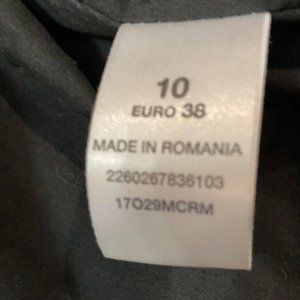 10
EURO 38
MADE IN ROMANIA
2260267836103
17O29MCRM